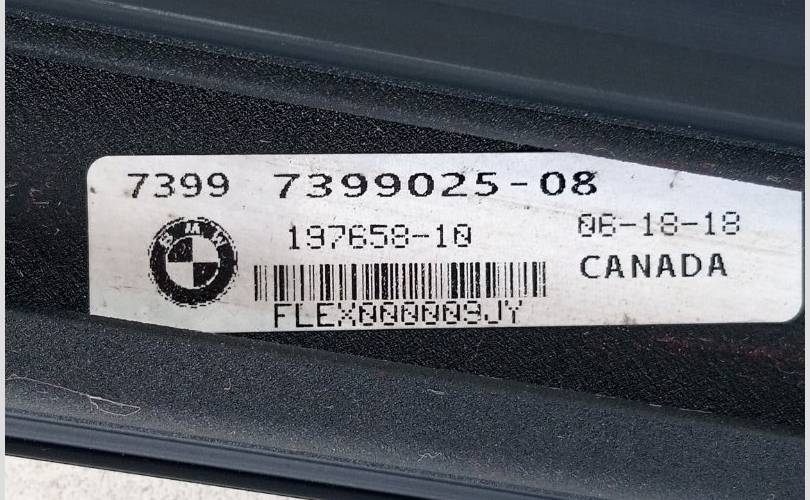 7399 7399025-08
197658-10
06-18-18
BMW
CANADA
FLEX000009JY